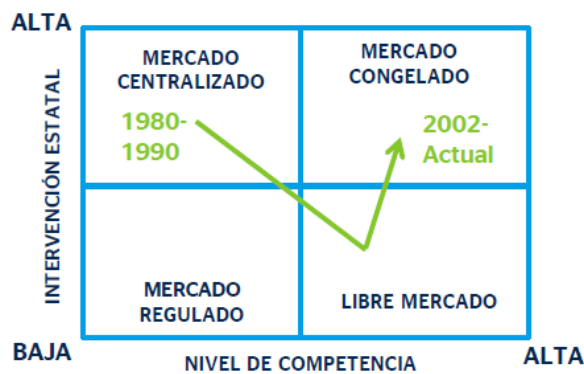 ALTA
INTERVENCIÓN ESTATAL
MERCADO
CENTRALIZADO
1980-
1990
MERCADO
CONGELADO
2002-
Actual
MERCADO
REGULADO
LIBRE MERCADO
BAJA
NIVEL DE COMPETENCIA
ALTA